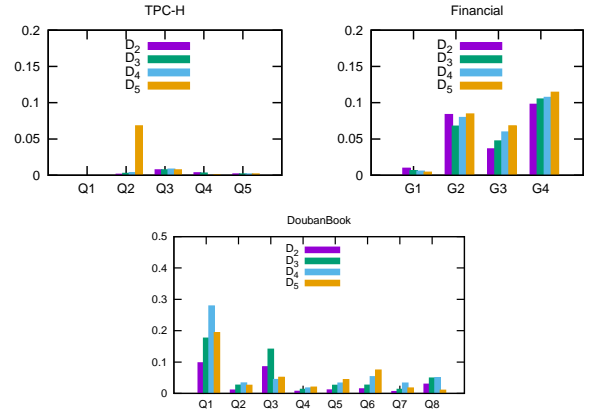 TPC-H
0.2
0.15
0.1
0.05
0
D2
D3
D4
D5
Q1 Q2 Q3 Q4 Q5
Financial
0.2
0.15
0.1
0.05
0
D2
D3
D4
D5
G1 G2 G3 G4
DoubanBook
0.5
0.4
0.3
0.2
0.1
0
D2
D3
D4
D5
Q1 Q2 Q3 Q4 Q5 Q6 Q7 Q8